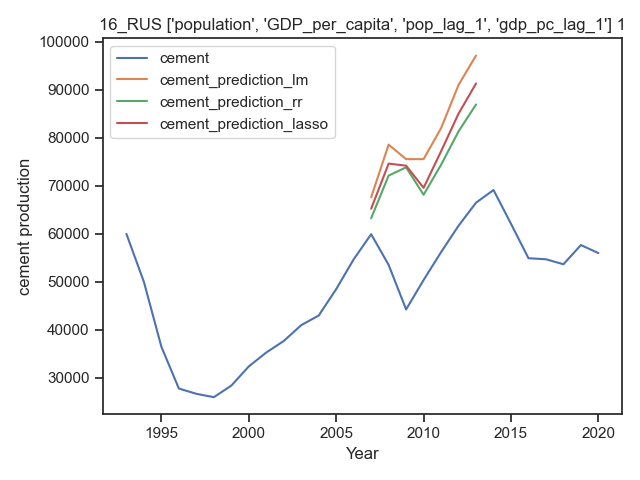 16_RUS ['population', 'GDP_per_capita', 'pop_lag_1', 'gdp_pc_lag_1'] 1
cement
cement_prediction_lm
cement_prediction_rr
cement_prediction_lasso
100000
90000
80000
70000
60000
50000
40000
30000
cement production
1995
2000
2005
2010
2015
2020
Year